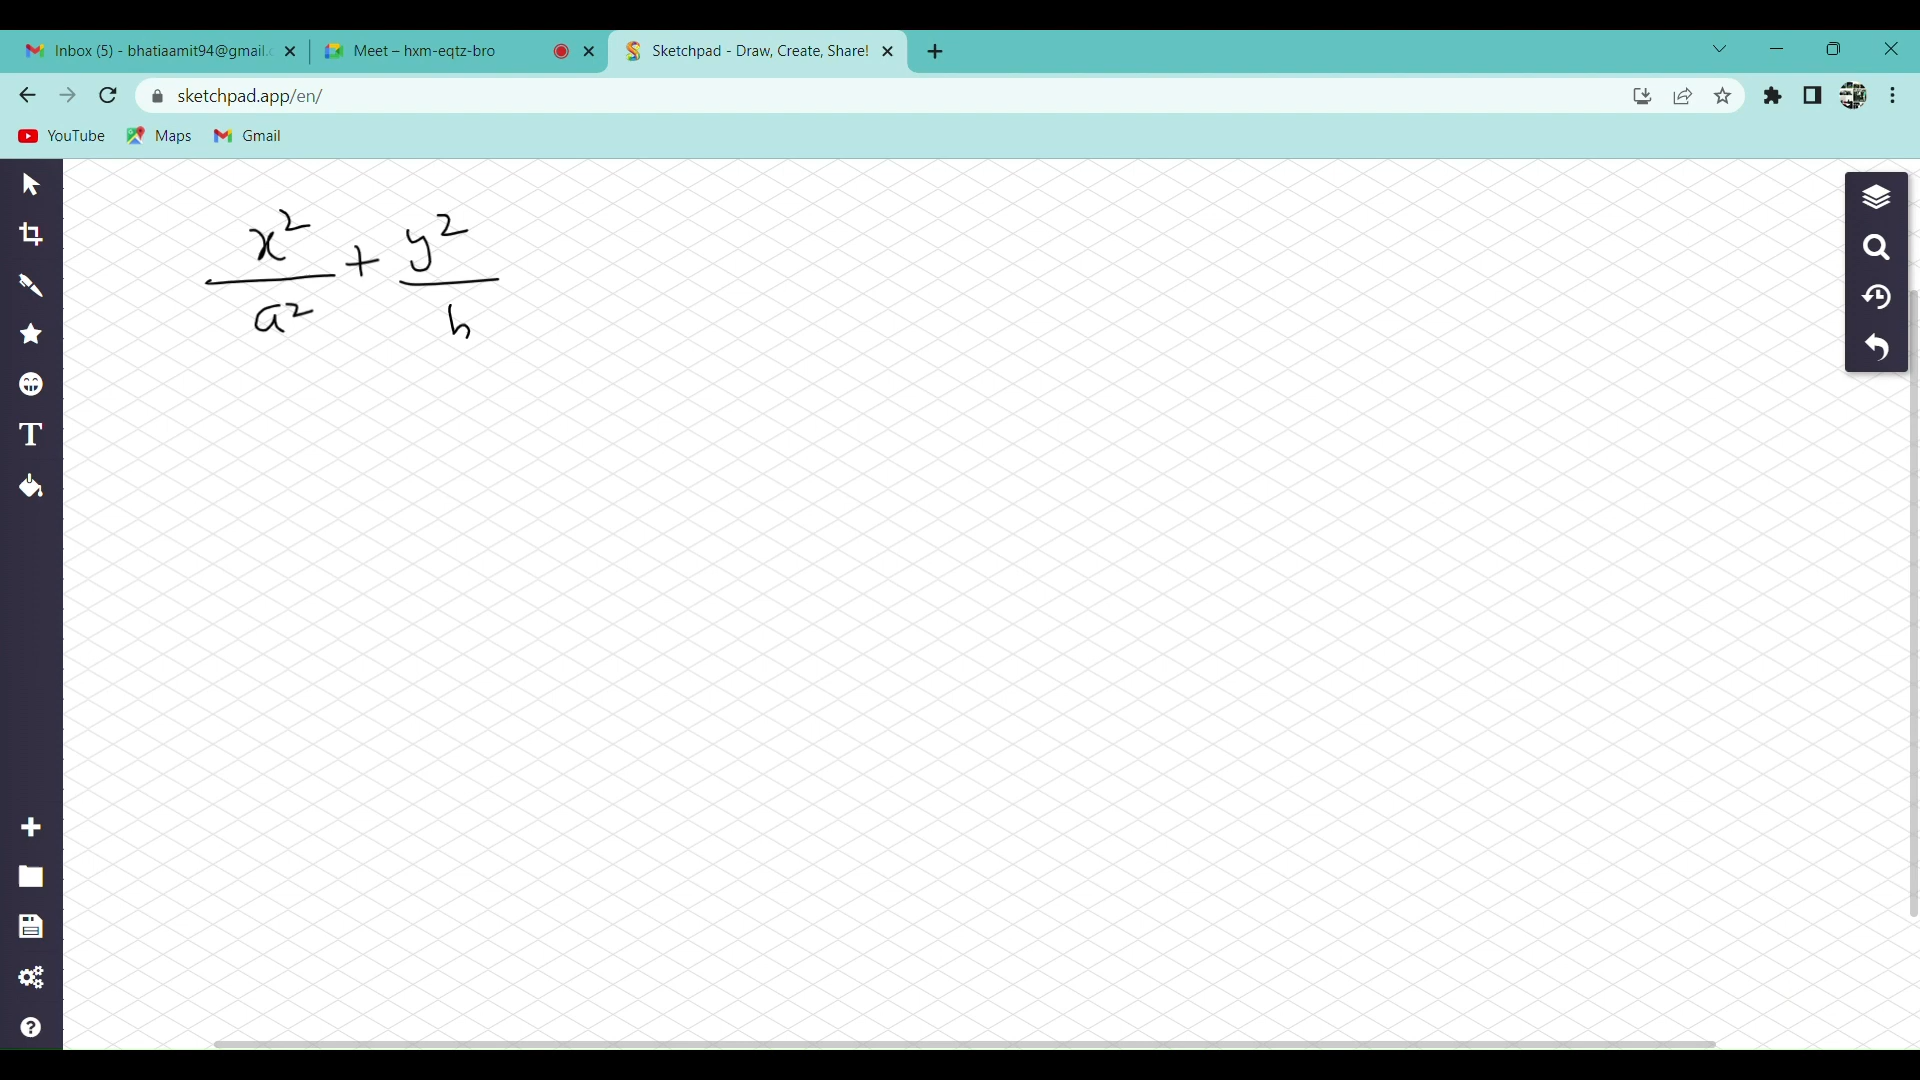 Inbox (5) - bhatiaamit94@gmail.c
Meet – hxm-eqtz-bro
Sketchpad - Draw, Create, Share!
sketchpad.app/en/
YouTube Maps Gmail
x² + y²
a² b
T